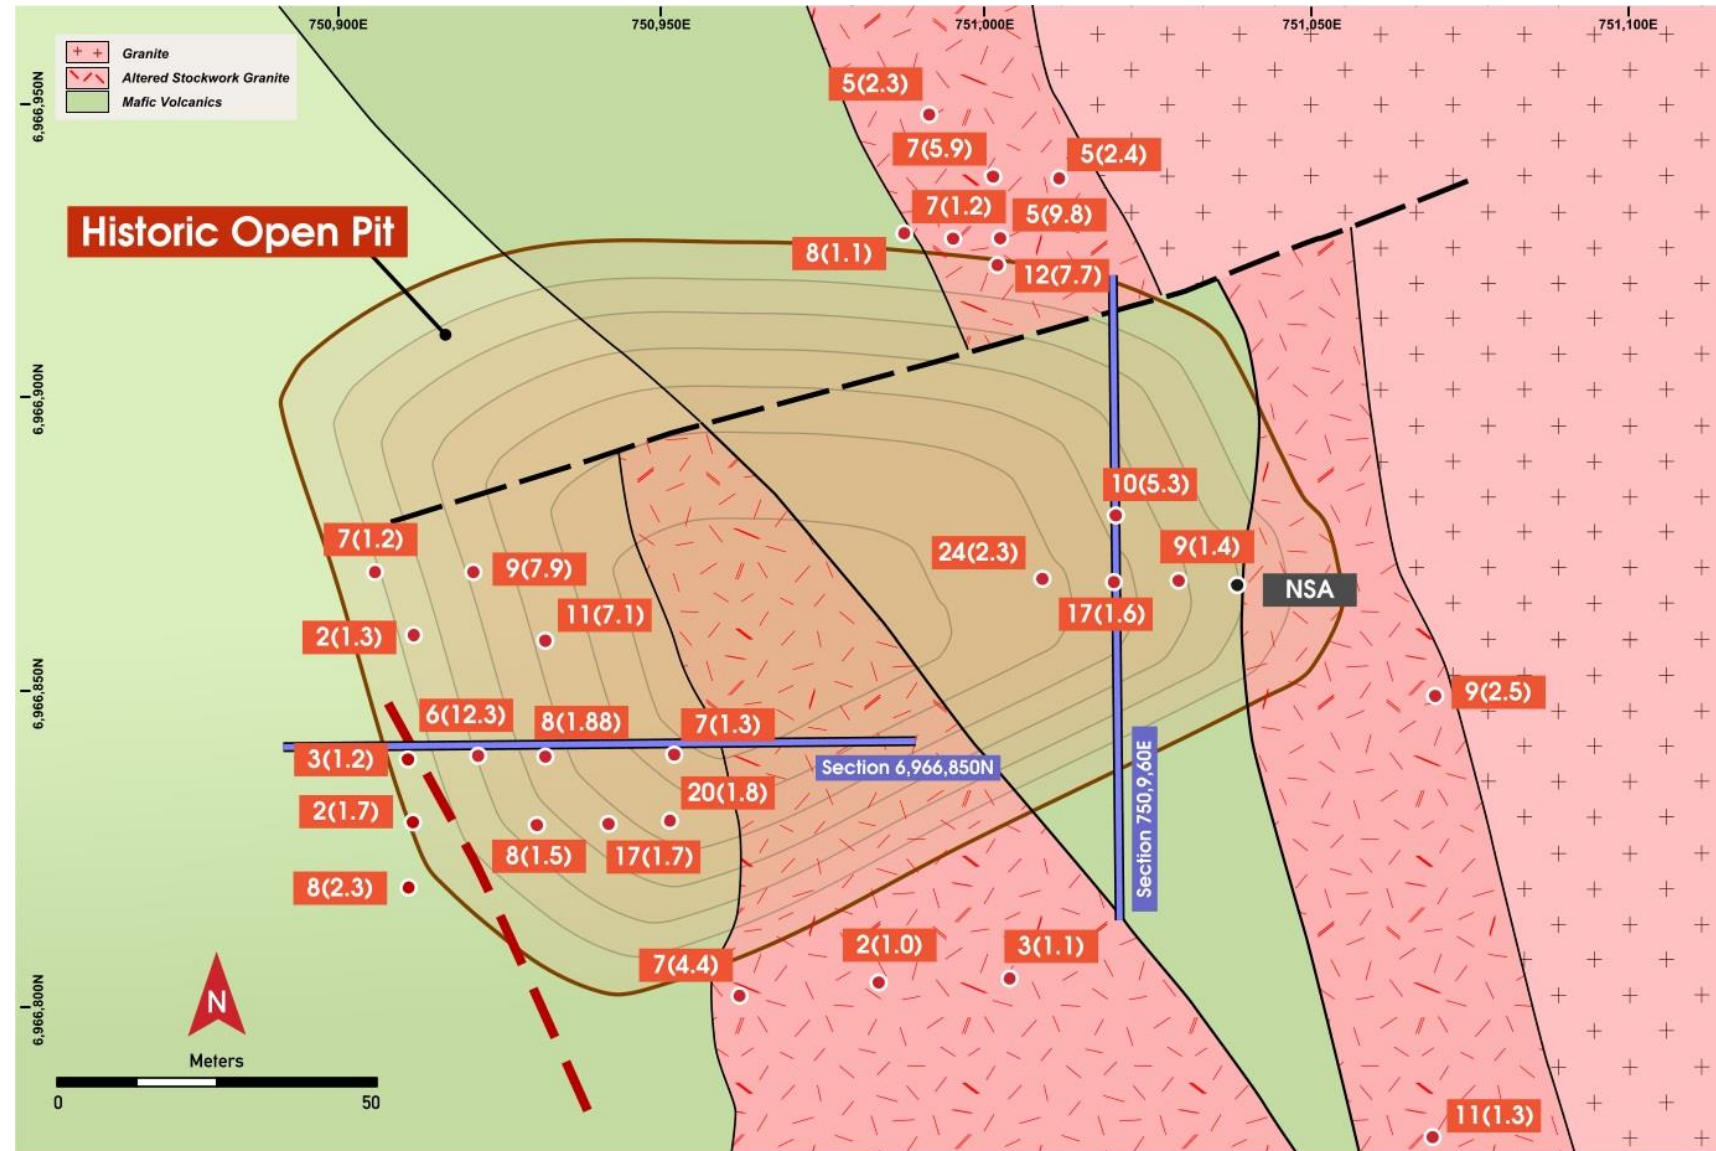 750,900E
750,950E
751,000E
751,050E
751,100E
Granite
Altered Stockwork Granite
Mafic Volcanics
6,966,950N
6,966,900N
6,966,850N
6,966,800N
Historic Open Pit
5(2.3)
7(5.9)
5(2.4)
7(1.2)
5(9.8)
8(1.1)
12(7.7)
10(5.3)
7(1.2)
9(7.9)
24(2.3)
9(1.4)
NSA
11(7.1)
17(1.6)
2(1.3)
9(2.5)
6(12.3)
8(1.88)
7(1.3)
3(1.2)
Section 6,966,850N
Section 750,9,60E
20(1.8)
2(1.7)
8(1.5)
17(1.7)
8(2.3)
7(4.4)
2(1.0)
3(1.1)
11(1.3)
N
Meters
0
50